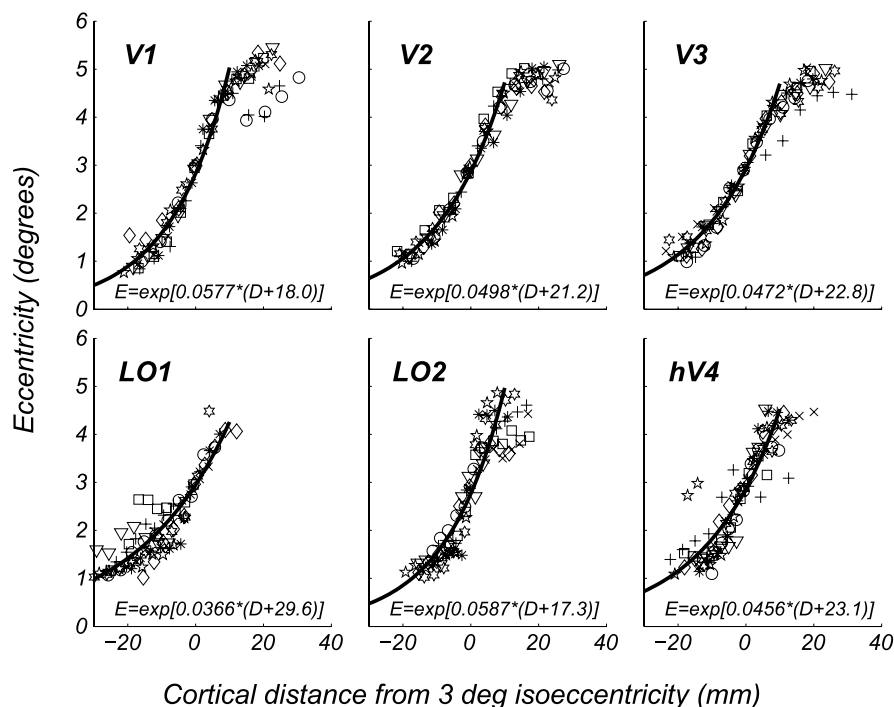 6
5
4
3
2
1
0
V1
E=exp[0.0577*(D+18.0)]
V2
E=exp[0.0498*(D+21.2)]
V3
E=exp[0.0472*(D+22.8)]
Eccentricity (degrees)
6
5
4
3
2
1
0
LO1
E=exp[0.0366*(D+29.6)]
LO2
E=exp[0.0587*(D+17.3)]
hV4
E=exp[0.0456*(D+23.1)]
−20 0 20 40
−20 0 20 40
−20 0 20 40
Cortical distance from 3 deg isoeccentricity (mm)